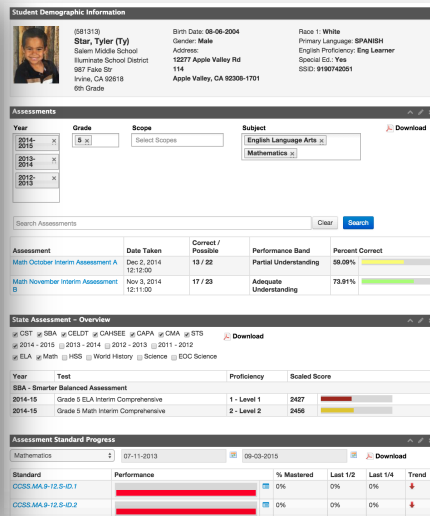 Student Demographic Information
(581313)
Star, Tyler (Ty)
Salem Middle School
Illuminate School District
987 Fake Str
Irvine, CA 92618
6th Grade
Birth Date: 08-06-2004
Gender: Male
Address:
12277 Apple Valley Rd
114
Apple Valley, CA 92308-1701
Race 1: White
Primary Language: SPANISH
English Proficiency: Eng Learner
Special Ed.: Yes
SSID: 9190742051
Assessments
Year Grade Scope Subject Download
2014-2015 x
2013-2014 x
2012-2013 x
5 x
Select Scopes
English Language Arts x
Mathematics x
Search Assessments Clear Search
Assessment Date Taken Correct / Possible Performance Band Percent Correct
Math October Interim Assessment A Dec 2, 2014 12:12:00 13 / 22 Partial Understanding 59.09%
Math November Interim Assessment B Nov 3, 2014 12:11:00 17 / 23 Adequate Understanding 73.91%
State Assessment - Overview
CST SBA CELDT CAHSEE CAPA CMA STS Download
2014 - 2015 2013 - 2014 2012 - 2013 2011 - 2012
ELA Math HSS World History Science EOC Science
Year Test Proficiency Scaled Score
SBA - Smarter Balanced Assessment
2014-15 Grade 5 ELA Interim Comprehensive 1 - Level 1 2427
2014-15 Grade 5 Math Interim Comprehensive 2 - Level 2 2456
Assessment Standard Progress
Mathematics 07-11-2013 09-03-2015 Download
Standard Performance % Mastered Last 1/2 Last 1/4 Trend
CCSS.MA.9-12.S-ID.1 0% 0% 0%
CCSS.MA.9-12.S-ID.2 0% 0% 0%